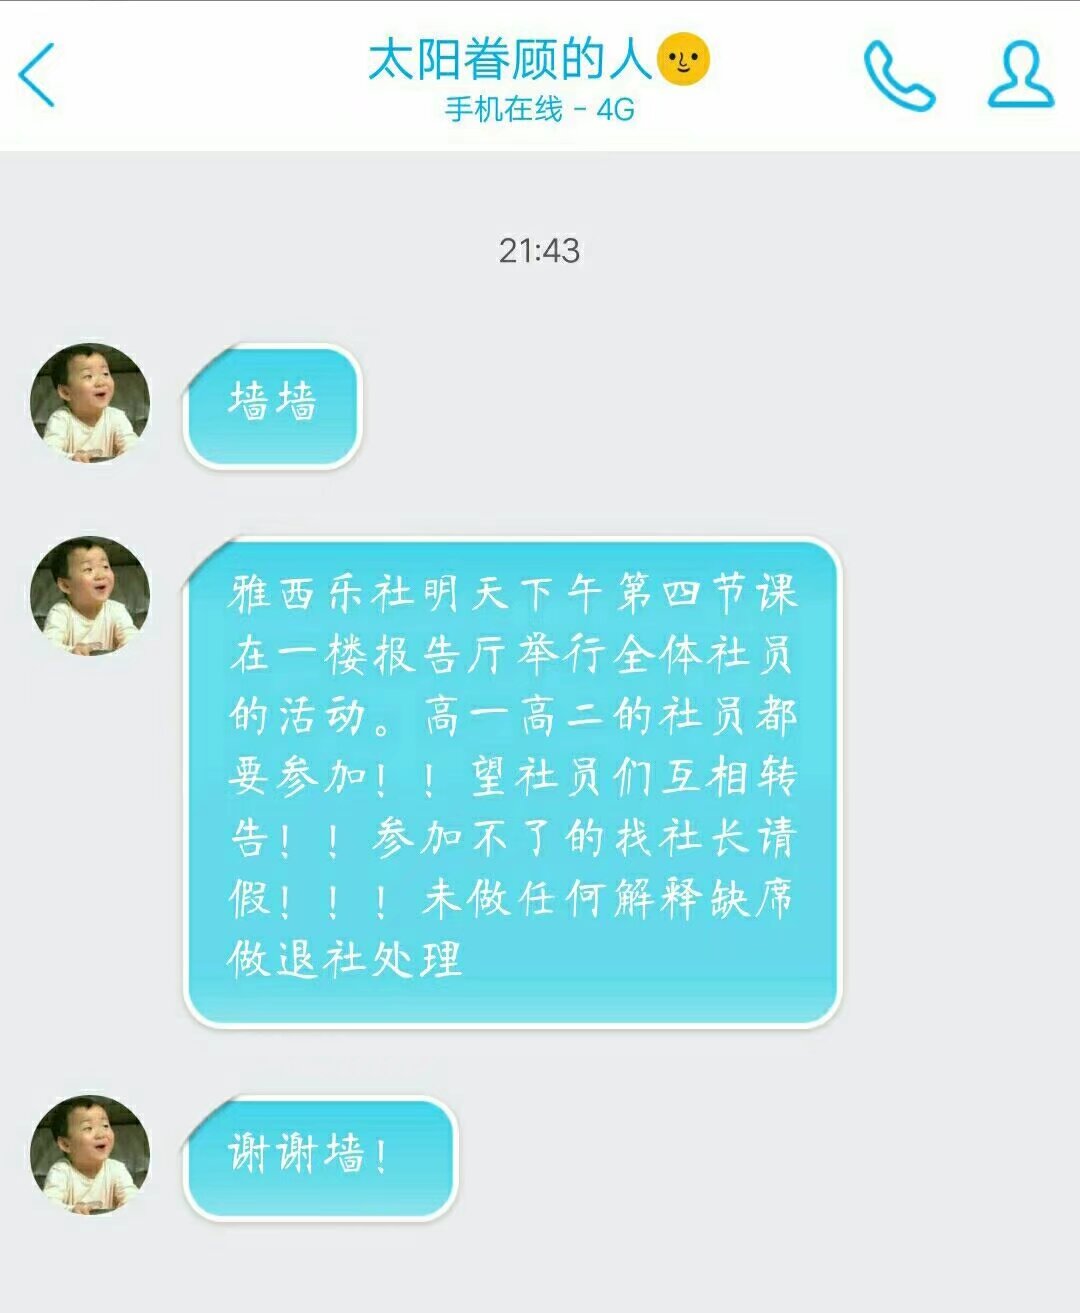 太阳眷顾的人🌝
手机在线 - 4G
21:43
墙墙
雅西乐社明天下午第四节课
在一楼报告厅举行全体社员
的活动。高一高二的社员都
要参加！！望社员们互相转
告！！参加不了的找社长请
假！！！未做任何解释缺席
做退社处理
谢谢墙！